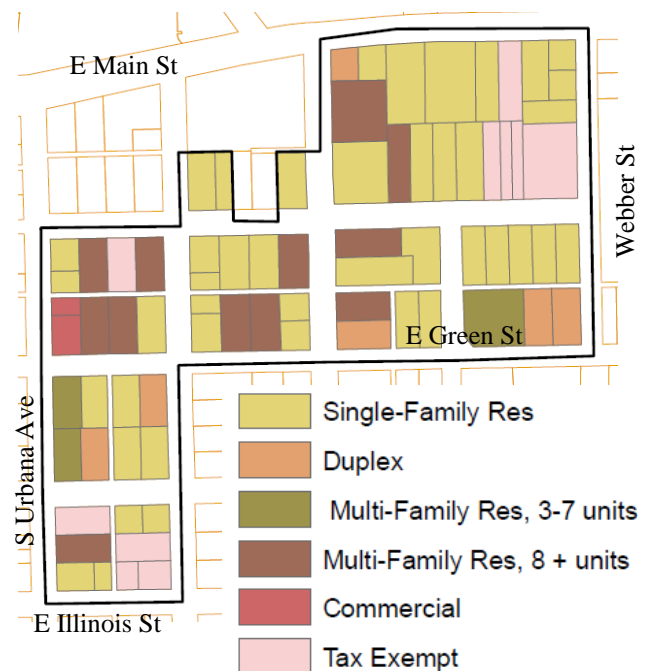 E Main St
Webber St
E Green St
S Urbana Ave
Single-Family Res
Duplex
Multi-Family Res, 3-7 units
Multi-Family Res, 8 + units
Commercial
E Illinois St
Tax Exempt